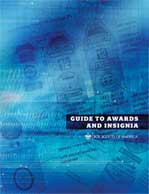 GUIDE TO AWARDS
AND INSIGNIA
BOY SCOUTS OF AMERICA